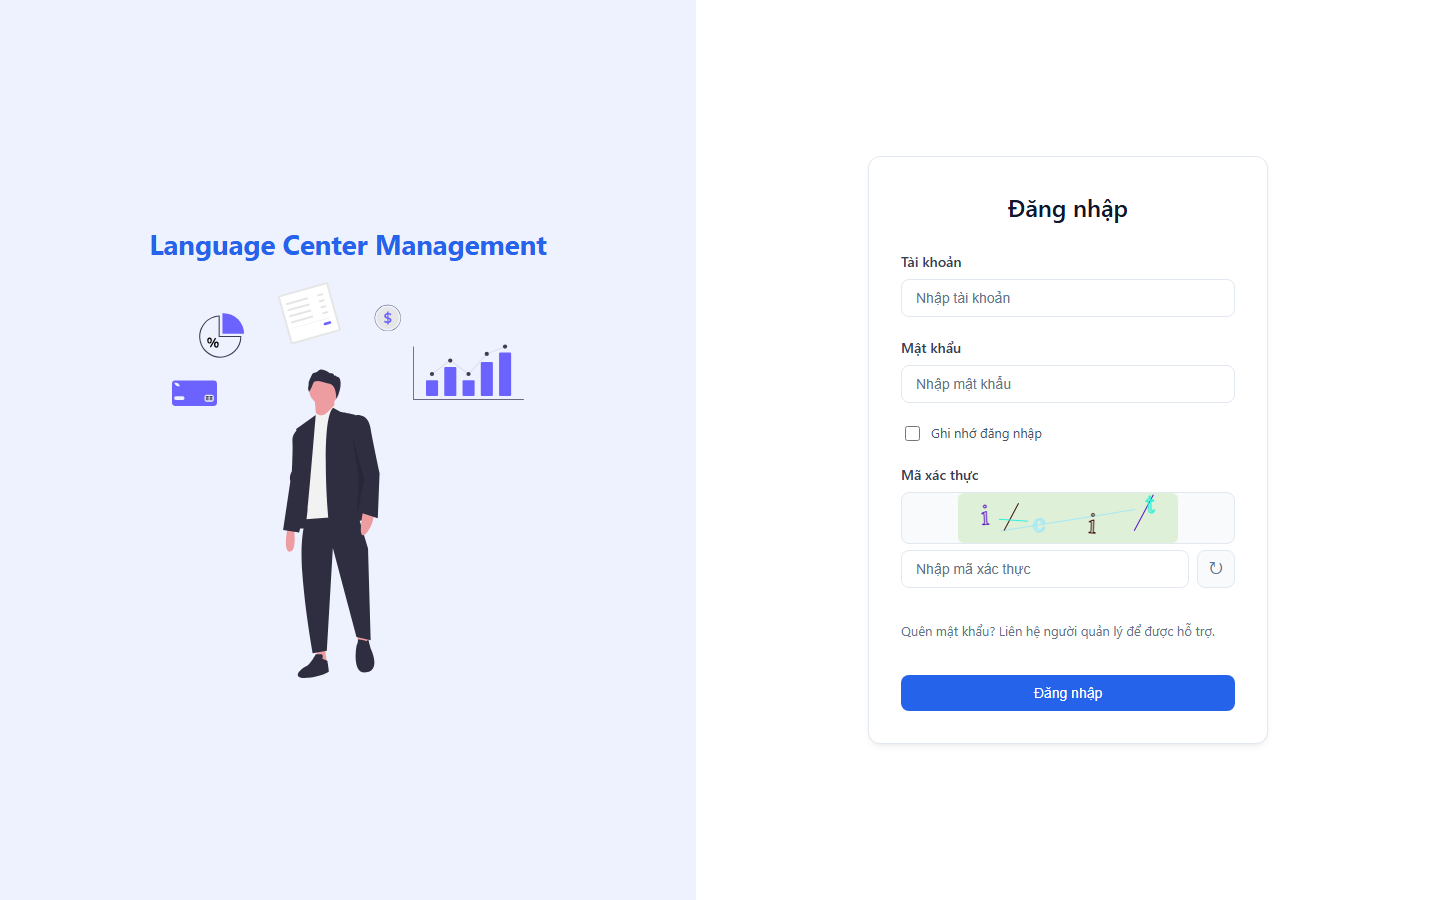 Language Center Management
%
$
Đăng nhập
Tài khoản
Nhập tài khoản
Mật khẩu
Nhập mật khẩu
Ghi nhớ đăng nhập
Mã xác thực
i e i t
Nhập mã xác thực
Quên mật khẩu? Liên hệ người quản lý để được hỗ trợ.
Đăng nhập